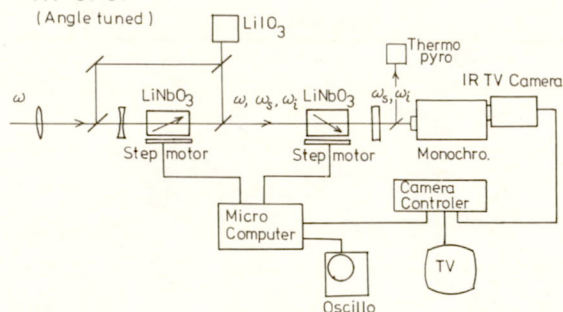 (Angle tuned)
LiIO3
Thermo
pyro
IR TV Camera
ω
LiNbO3
ω, ωs, ωi
LiNbO3
ωs, ωi
Step motor
Step motor
Monochro.
Micro
Computer
Camera
Controler
TV
Oscillo